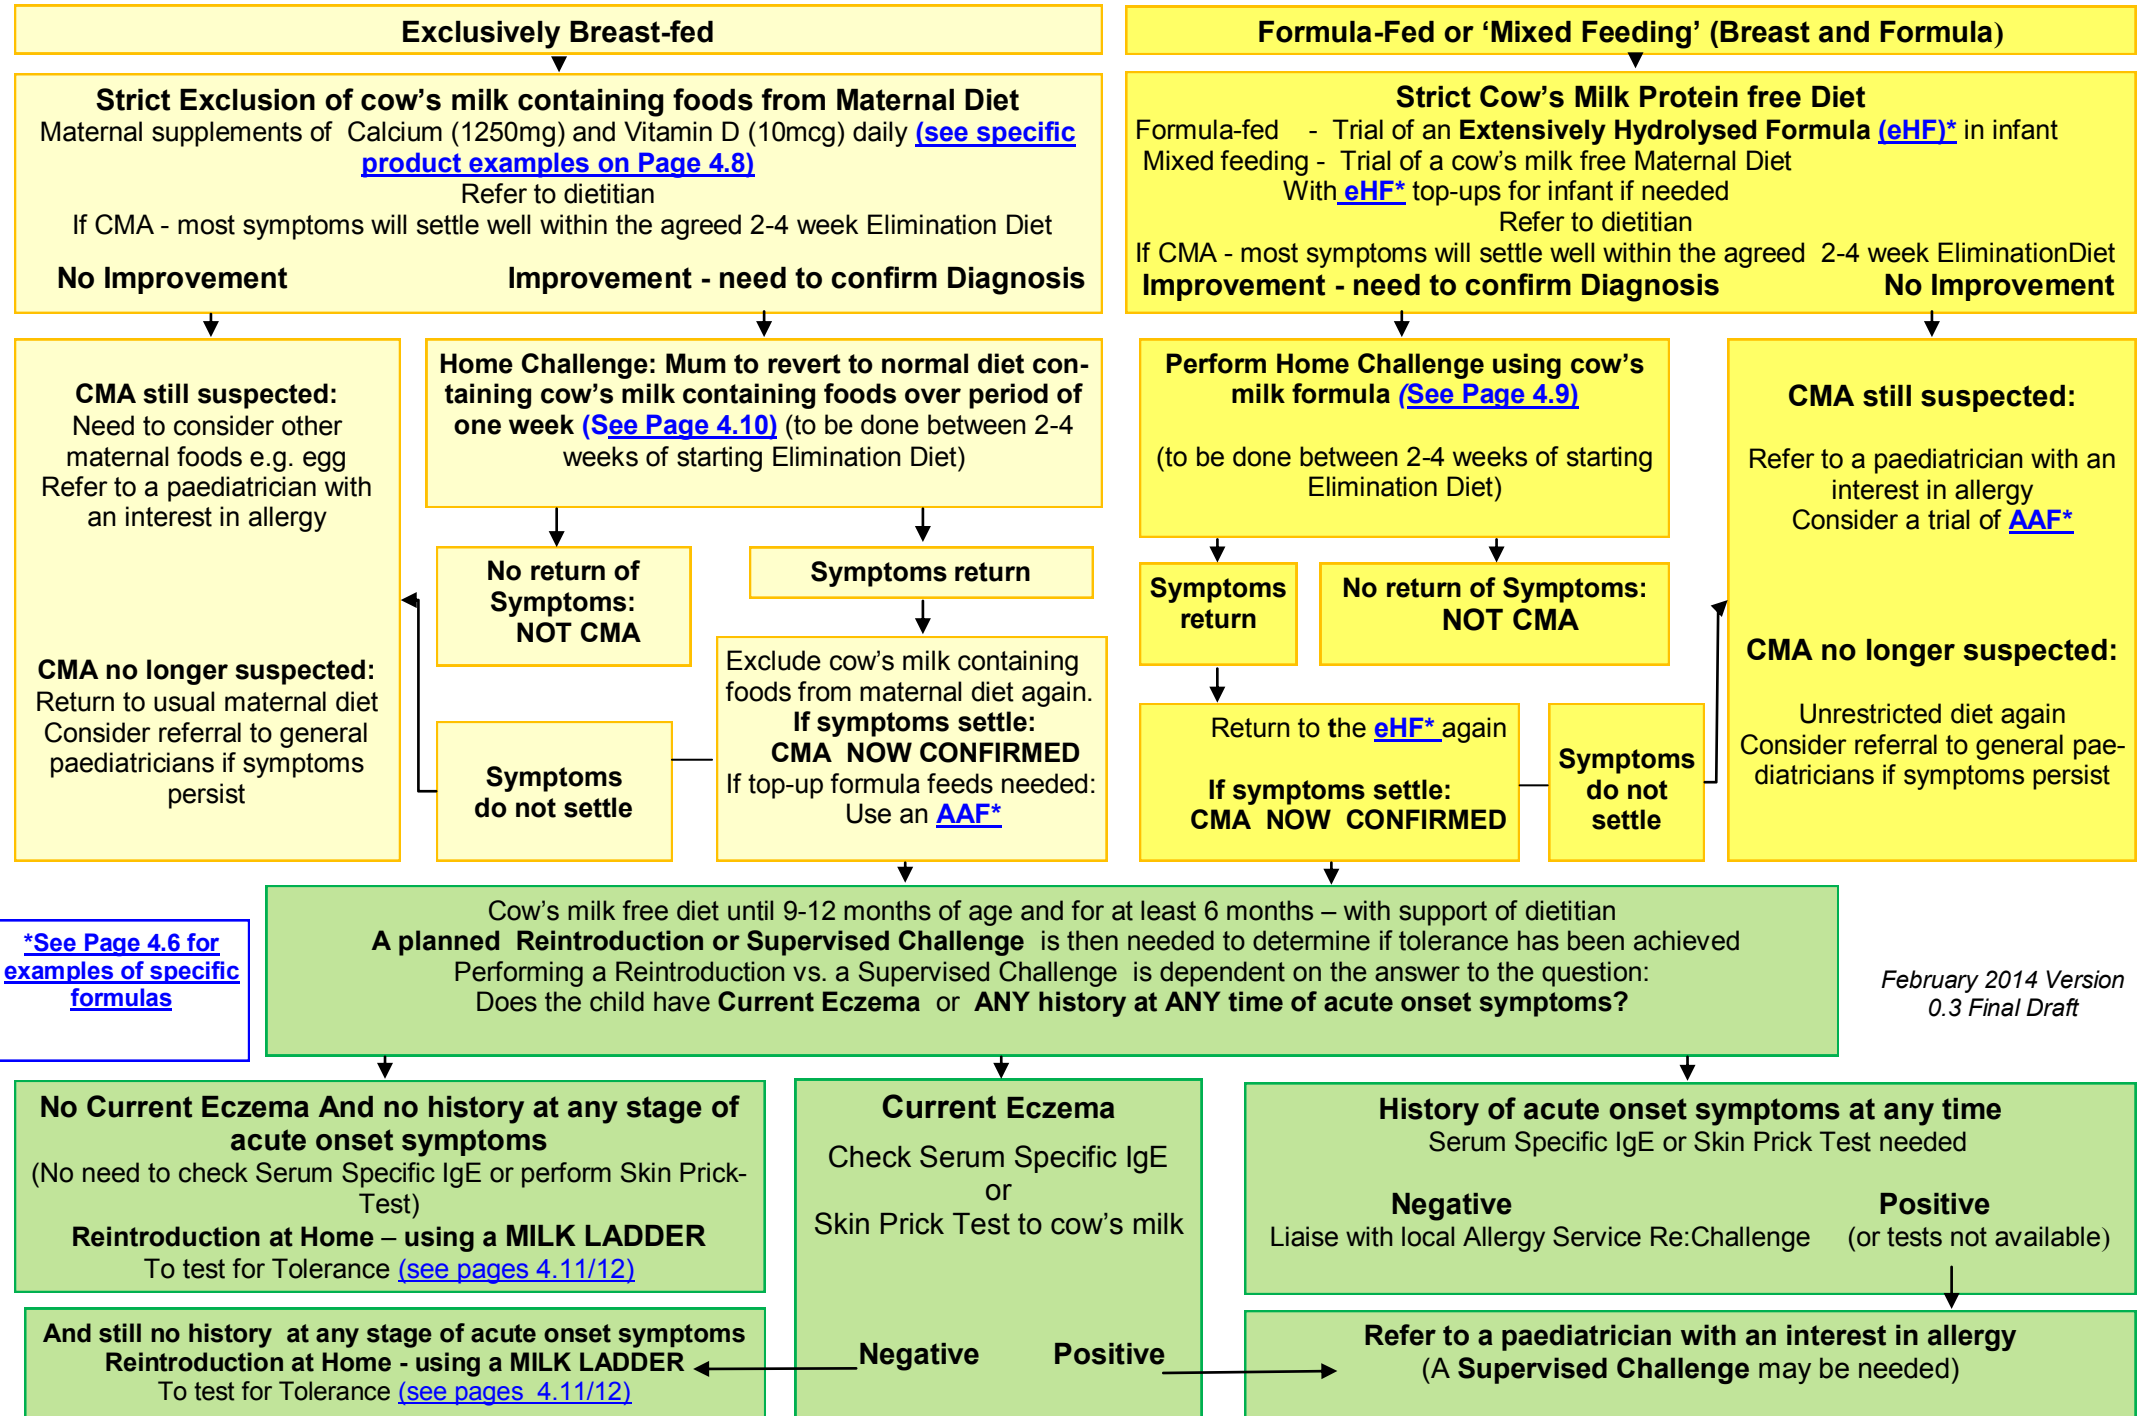 Exclusively Breast-fed
Strict Exclusion of cow's milk containing foods from Maternal Diet
Maternal supplements of Calcium (1250mg) and Vitamin D (10mcg) daily (see specific
product examples on Page 4.8)
Refer to dietitian
If CMA - most symptoms will settle well within the agreed 2-4 week Elimination Diet
No Improvement
Improvement - need to confirm Diagnosis
Formula-Fed or ‘Mixed Feeding’ (Breast and Formula)
Strict Cow's Milk Protein free Diet
Formula-fed - Trial of an Extensively Hydrolysed Formula (eHF)* in infant
Mixed feeding - Trial of a cow's milk free Maternal Diet
With eHF* top-ups for infant if needed
Refer to dietitian
If CMA - most symptoms will settle well within the agreed 2-4 week EliminationDiet
Improvement - need to confirm Diagnosis
No Improvement
CMA still suspected:
Need to consider other
maternal foods e.g. egg
Refer to a paediatrician with
an interest in allergy
CMA no longer suspected:
Return to usual maternal diet
Consider referral to general
paediatricians if symptoms
persist
Home Challenge: Mum to revert to normal diet con-
taining cow's milk containing foods over period of
one week (See Page 4.10) (to be done between 2-4
weeks of starting Elimination Diet)
No return of
Symptoms:
NOT CMA
Symptoms return
Symptoms
do not settle
Exclude cow's milk containing
foods from maternal diet again.
If symptoms settle:
CMA NOW CONFIRMED
If top-up formula feeds needed:
Use an AAF*
Perform Home Challenge using cow's
milk formula (See Page 4.9)
(to be done between 2-4 weeks of starting
Elimination Diet)
Symptoms
return
No return of Symptoms:
NOT CMA
Return to the eHF* again
If symptoms settle:
CMA NOW CONFIRMED
Symptoms
do not
settle
CMA still suspected:
Refer to a paediatrician with an
interest in allergy
Consider a trial of AAF*
CMA no longer suspected:
Unrestricted diet again
Consider referral to general pae-
diatricians if symptoms persist
*See Page 4.6 for
examples of specific
formulas
Cow's milk free diet until 9-12 months of age and for at least 6 months – with support of dietitian
A planned Reintroduction or Supervised Challenge is then needed to determine if tolerance has been achieved
Performing a Reintroduction vs. a Supervised Challenge is dependent on the answer to the question:
Does the child have Current Eczema or ANY history at ANY time of acute onset symptoms?
February 2014 Version
0.3 Final Draft
No Current Eczema And no history at any stage of
acute onset symptoms
(No need to check Serum Specific IgE or perform Skin Prick-
Test)
Reintroduction at Home – using a MILK LADDER
To test for Tolerance (see pages 4.11/12)
And still no history at any stage of acute onset symptoms
Reintroduction at Home - using a MILK LADDER
To test for Tolerance (see pages 4.11/12)
Current Eczema
Check Serum Specific IgE
or
Skin Prick Test to cow's milk
Negative
Positive
History of acute onset symptoms at any time
Serum Specific IgE or Skin Prick Test needed
Negative
Positive
Liaise with local Allergy Service Re:Challenge
(or tests not available)
Refer to a paediatrician with an interest in allergy
(A Supervised Challenge may be needed)